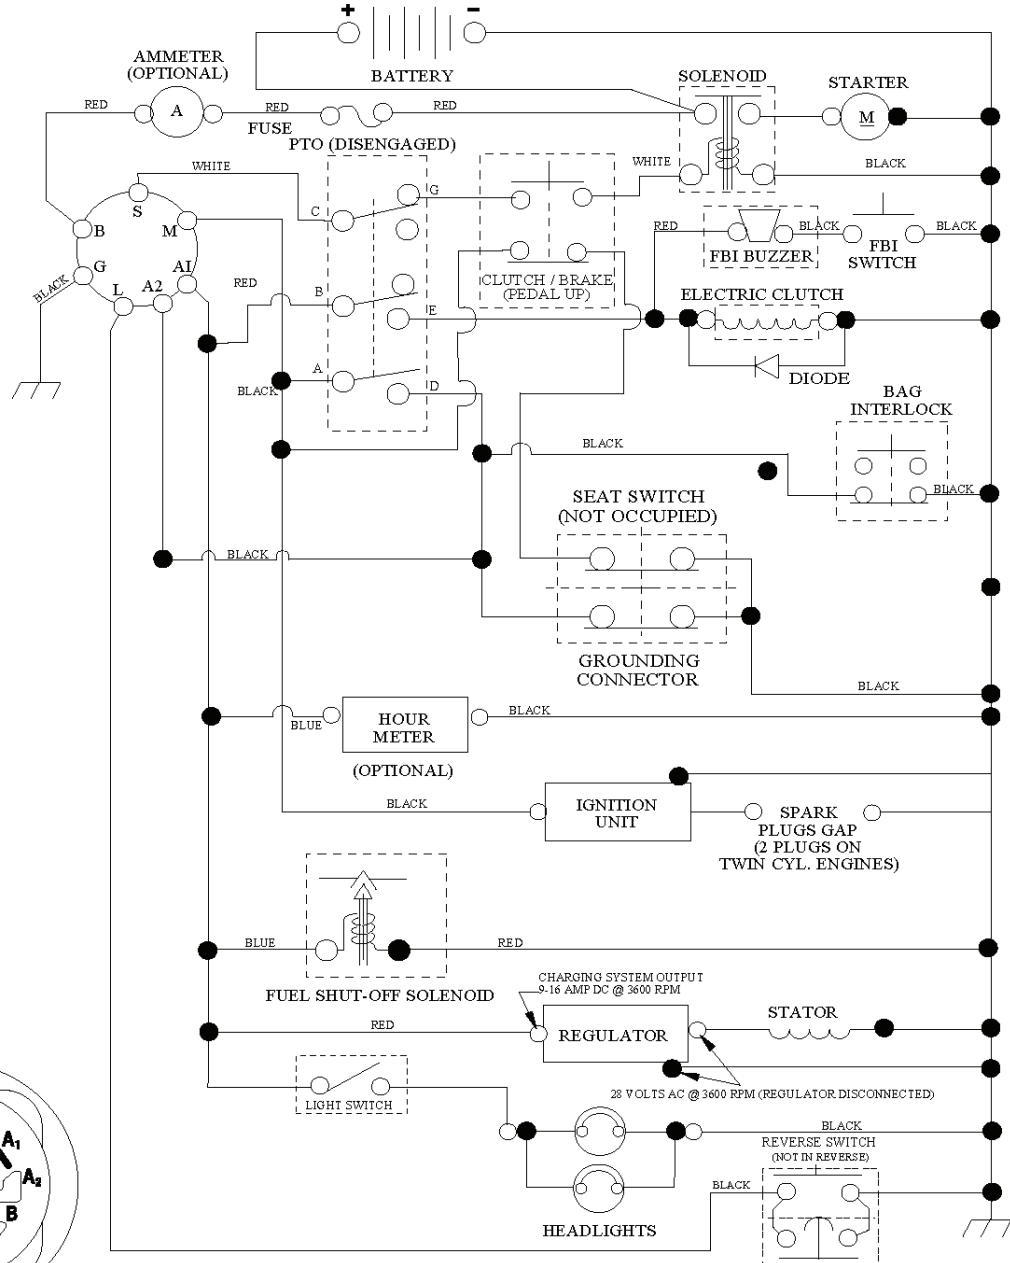 + −
BATTERY
AMMETER
(OPTIONAL)
SOLENOID
STARTER
RED
A
RED
RED
M
FUSE
PTO (DISENGAGED)
WHITE
WHITE
BLACK
S
C
G
B
M
RED
BLACK
BLACK
FBI BUZZER
FBI
SWITCH
G
A1
CLUTCH / BRAKE
(PEDAL UP)
BLACK
L
A2
RED
B
E
ELECTRIC CLUTCH
A
D
BLACK
DIODE
BAG
INTERLOCK
BLACK
BLACK
SEAT SWITCH
(NOT OCCUPIED)
BLACK
GROUNDING
CONNECTOR
BLACK
BLUE
HOUR
METER
BLACK
(OPTIONAL)
BLACK
IGNITION
UNIT
SPARK
PLUGS GAP
(2 PLUGS ON
TWIN CYL. ENGINES)
BLUE
RED
FUEL SHUT-OFF SOLENOID
CHARGING SYSTEM OUTPUT
9-16 AMP DC @ 3600 RPM
RED
REGULATOR
STATOR
28 VOLTS AC @ 3600 RPM (REGULATOR DISCONNECTED)
LIGHT SWITCH
BLACK
REVERSE SWITCH
(NOT IN REVERSE)
A1
A2
B
BLACK
HEADLIGHTS